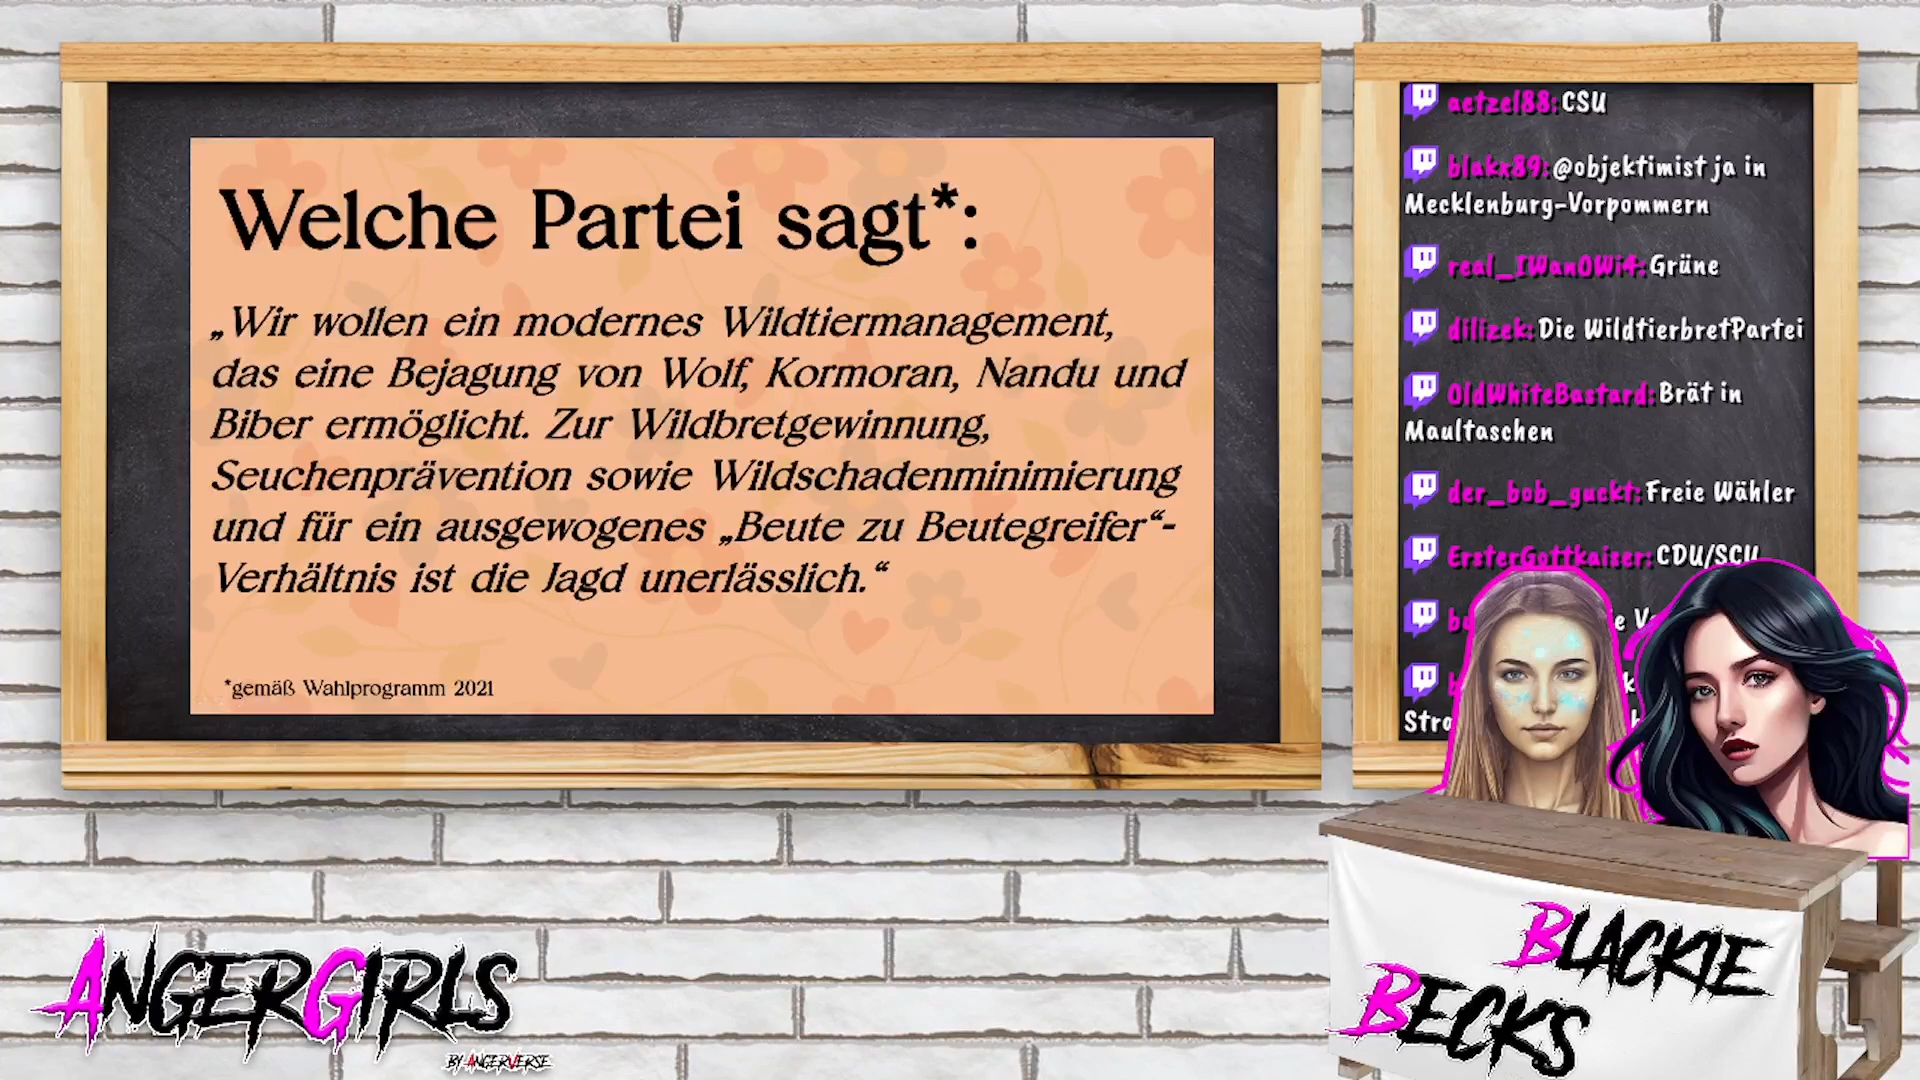 Welche Partei sagt*:
„Wir wollen ein modernes Wildtiermanagement,
das eine Bejagung von Wolf, Kormoran, Nandu und
Biber ermöglicht. Zur Wildbretgewinnung,
Seuchenprävention sowie Wildschadenminimierung
und für ein ausgewogenes „Beute zu Beutegreifer“-
Verhältnis ist die Jagd unerlässlich.“
*gemäß Wahlprogramm 2021
aetzel88: CSU
blakx89: @objektimist ja in
Mecklenburg-Vorpommern
real_IWanOWi4: Grüne
dilizek: Die WildtierbretPartei
OldWhiteBastard: Brät in
Maultaschen
der_bob_guckt: Freie Wähler
ErsterGottkaiser: CDU/SCU
ANGERGIRLS
BY ANGERVERSE
BLACKIE
BECKS